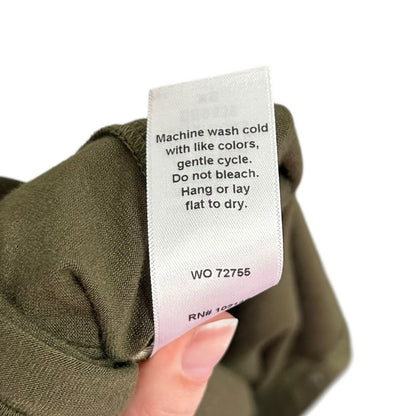 Machine wash cold
with like colors,
gentle cycle.
Do not bleach.
Hang or lay
flat to dry.
WO 72755
RN#